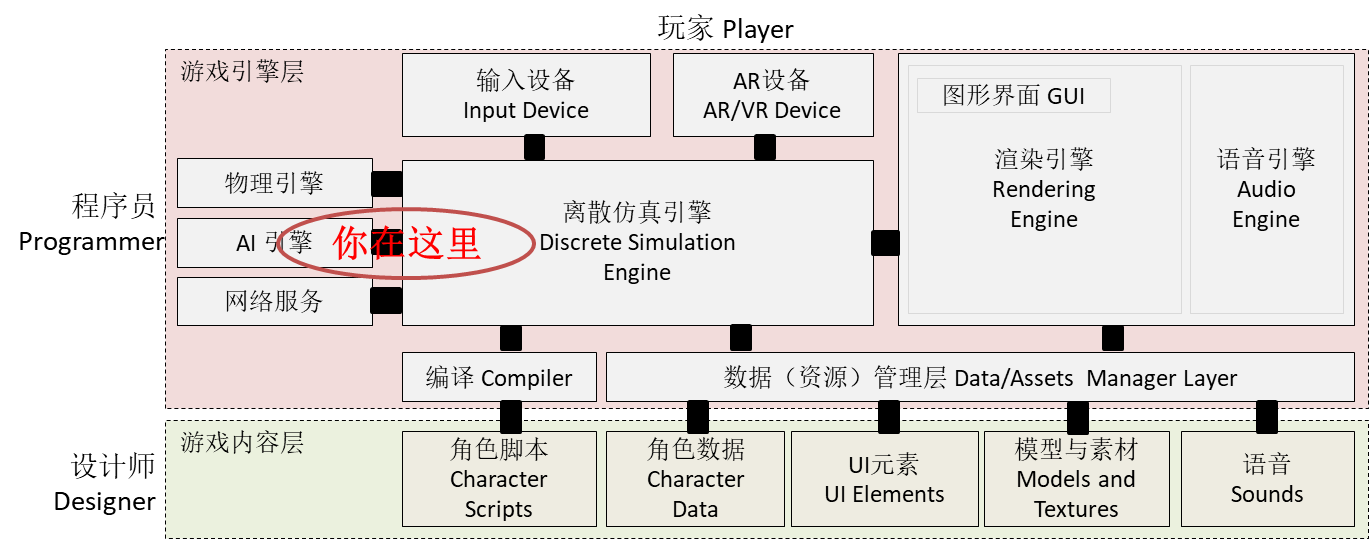 玩家 Player
游戏引擎层
输入设备
Input Device
AR设备
AR/VR Device
图形界面 GUI
渲染引擎
Rendering
Engine
语音引擎
Audio
Engine
程序员
Programmer
物理引擎
AI 引擎
网络服务
你在这里
离散仿真引擎
Discrete Simulation
Engine
编译 Compiler
数据（资源）管理层 Data/Assets Manager Layer
设计师
Designer
游戏内容层
角色脚本
Character
Scripts
角色数据
Character
Data
UI元素
UI Elements
模型与素材
Models and
Textures
语音
Sounds